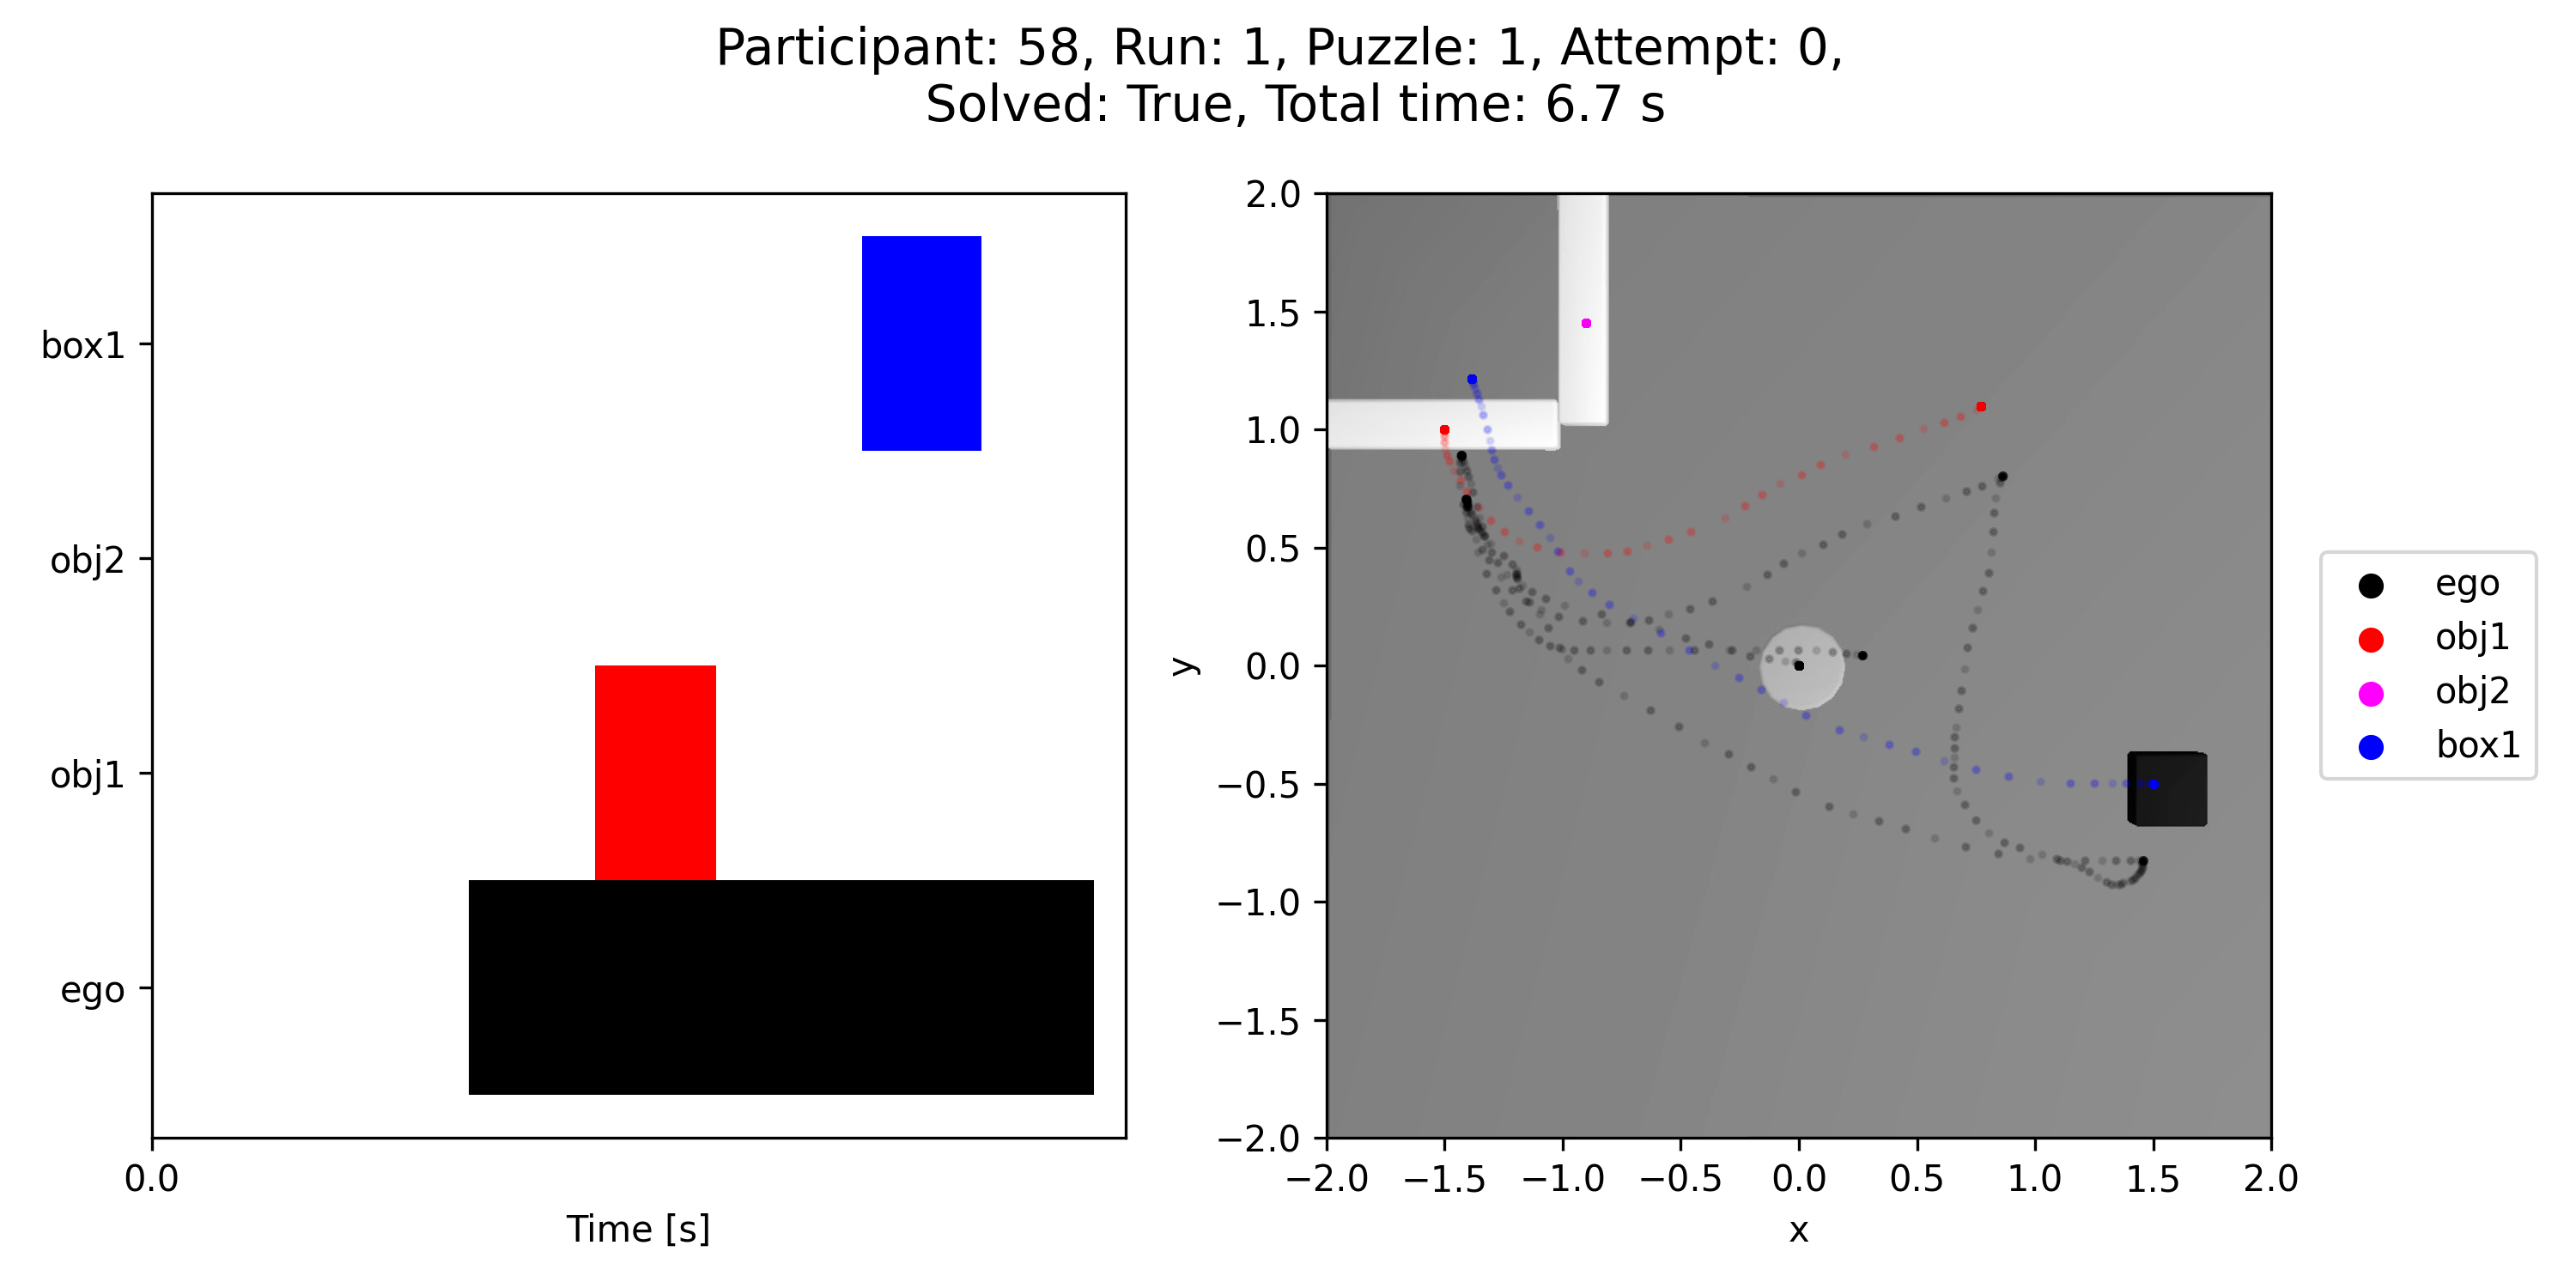 Participant: 58, Run: 1, Puzzle: 1, Attempt: 0,
Solved: True, Total time: 6.7 s
box1
obj2
obj1
ego
0.0
Time [s]
2.0
1.5
1.0
0.5
0.0
−0.5
−1.0
−1.5
−2.0
y
−2.0 −1.5 −1.0 −0.5 0.0 0.5 1.0 1.5 2.0
x
ego
obj1
obj2
box1